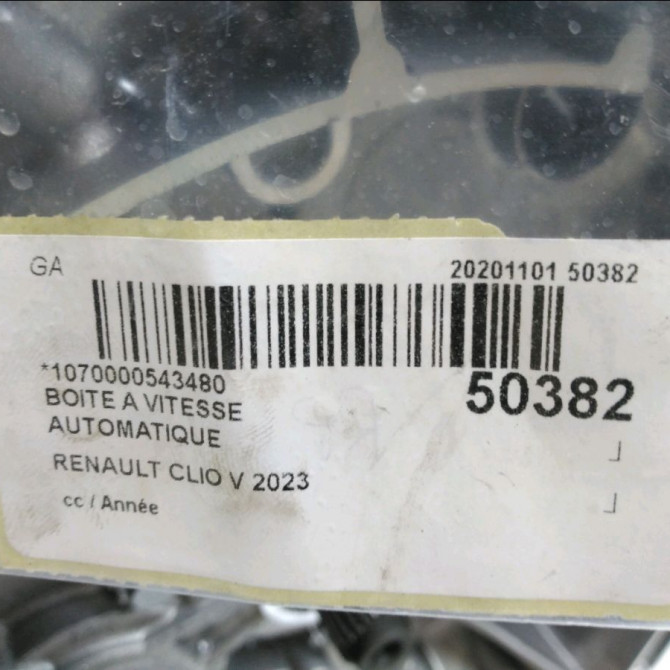 GA
20201101 50382
*1070000543480
50382
BOITE A VITESSE
AUTOMATIQUE
RENAULT CLIO V 2023
cc / Année